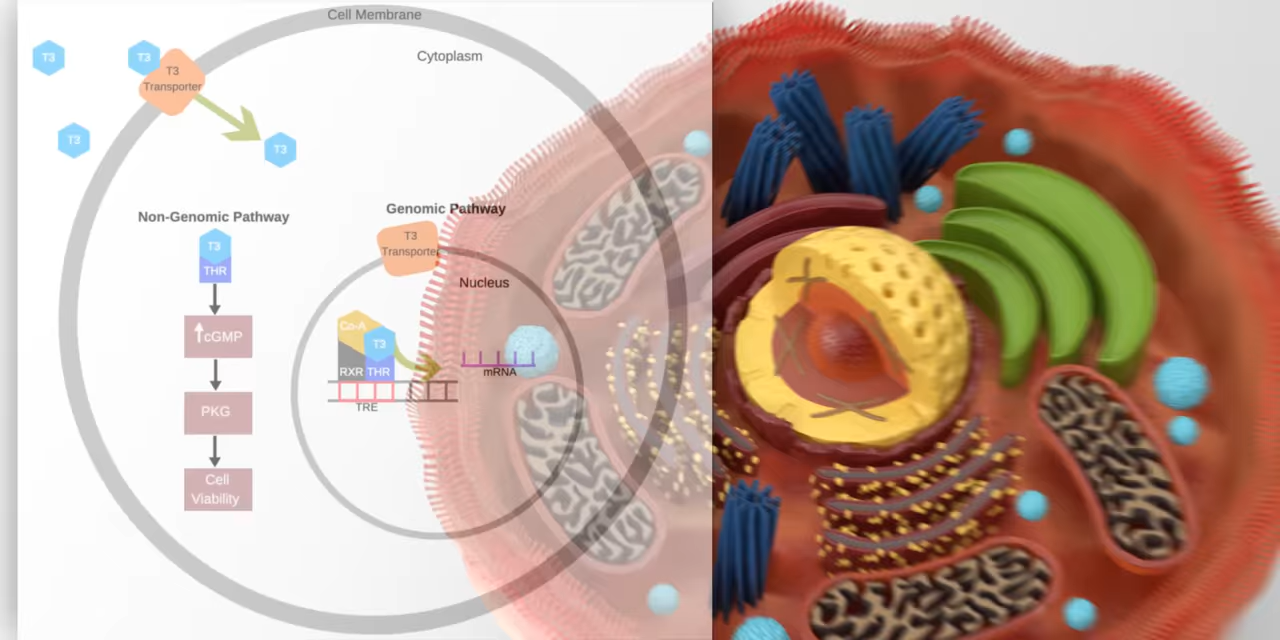 Cell Membrane
Cytoplasm
T3
T3
T3
Transporter
T3
T3
Non-Genomic Pathway
T3
THR
cGMP
PKG
Cell
Viability
Genomic Pathway
T3
Transporter
Nucleus
Co-A
T3
RXR THR
TRE
mRNA